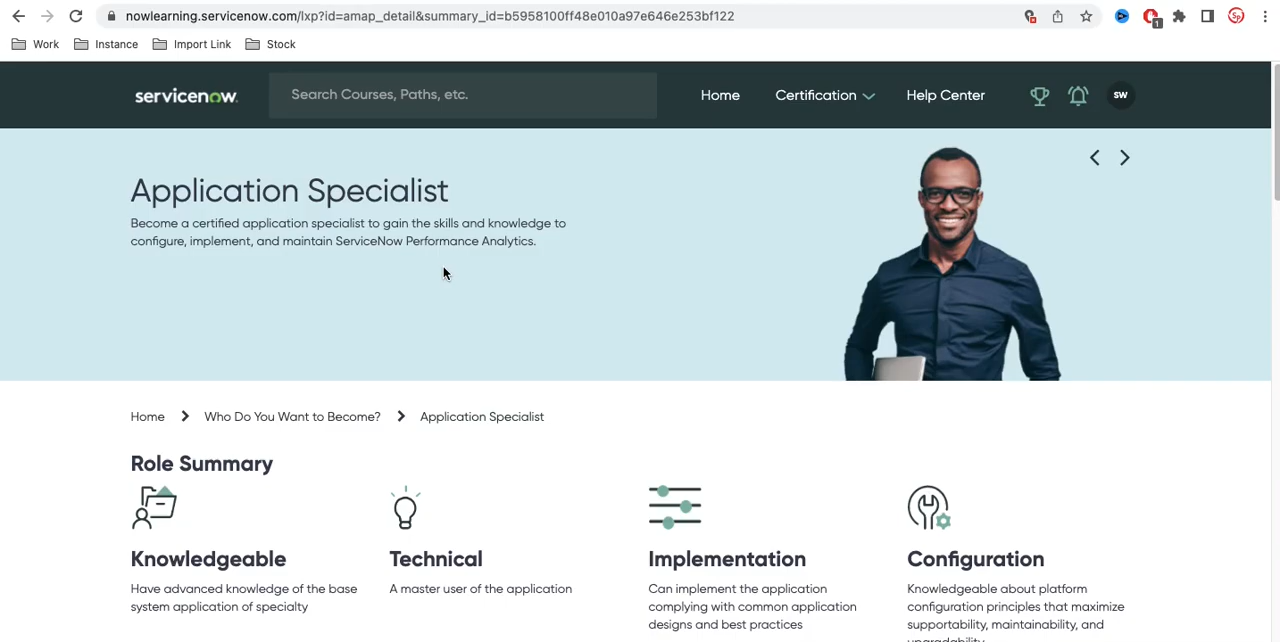 nowlearning.servicenow.com/lxp?id=amap_detail&summary_id=b5958100ff48e010a97e646e253bf122
1
Sp
Work Instance Import Link Stock
servicenow
Search Courses, Paths, etc.
Home Certification Help Center
SW
Application Specialist
Become a certified application specialist to gain the skills and knowledge to
configure, implement, and maintain ServiceNow Performance Analytics.
Home Who Do You Want to Become? Application Specialist
Role Summary
Knowledgeable
Have advanced knowledge of the base
system application of specialty
Technical
A master user of the application
Implementation
Can implement the application
complying with common application
designs and best practices
Configuration
Knowledgeable about platform
configuration principles that maximize
supportability, maintainability, and
upgradability